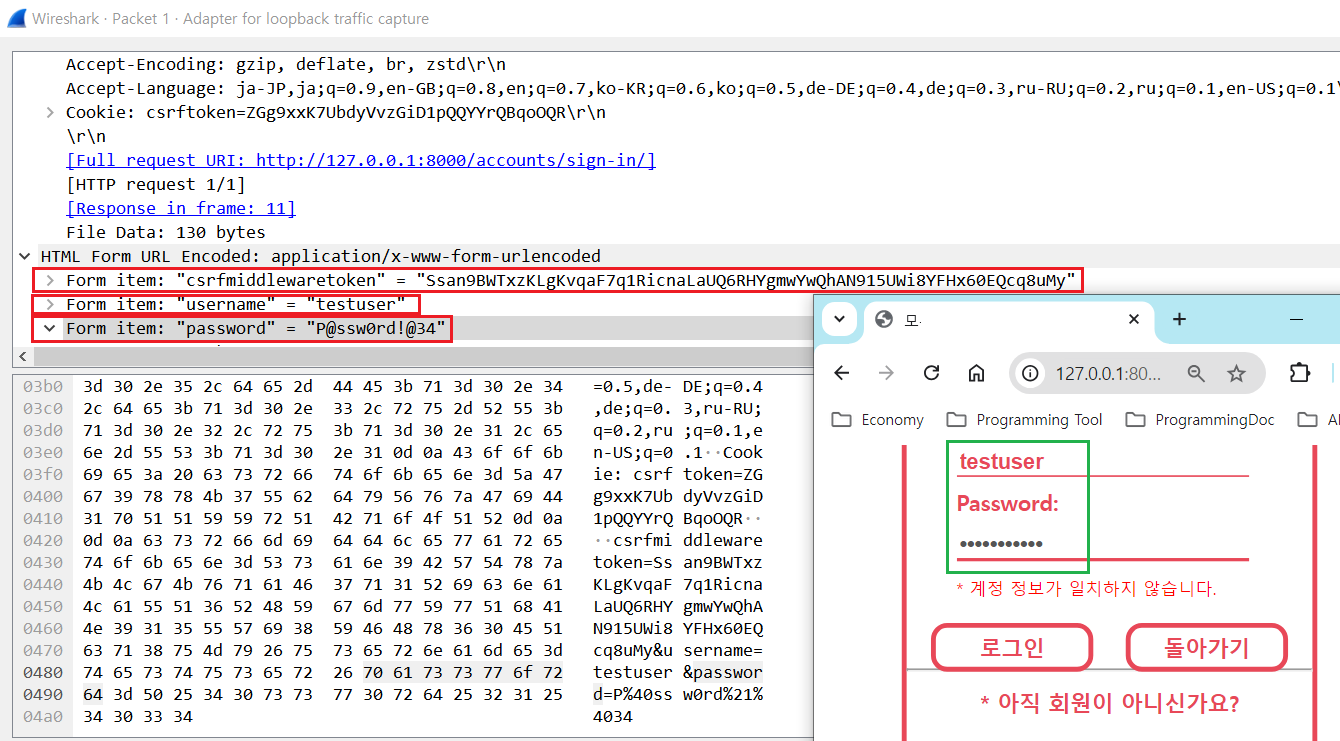 Wireshark · Packet 1 · Adapter for loopback traffic capture
Accept-Encoding: gzip, deflate, br, zstd\r\n
Accept-Language: ja-JP,ja;q=0.9,en-GB;q=0.8,en;q=0.7,ko-KR;q=0.6,ko;q=0.5,de-DE;q=0.4,de;q=0.3,ru-RU;q=0.2,ru;q=0.1,en-US;q=0.1\
Cookie: csrftoken=ZGg9xxK7UbdyVvzGiD1pQQYYrQBqoOQR\r\n
\r\n
[Full request URI: http://127.0.0.1:8000/accounts/sign-in/]
[HTTP request 1/1]
[Response in frame: 11]
File Data: 130 bytes
HTML Form URL Encoded: application/x-www-form-urlencoded
Form item: "csrfmiddlewaretoken" = "Ssan9BWTxzKLgKvqaF7q1RicnaLaUQ6RHYgmwYwQhAN915UWi8YFHx60EQcq8uMy"
Form item: "username" = "testuser"
Form item: "password" = "P@ssw0rd!@34"
03b0 3d 30 2e 35 2c 64 65 2d 44 45 3b 71 3d 30 2e 34 =0.5,de- DE;q=0.4
03c0 2c 64 65 3b 71 3d 30 2e 33 2c 72 75 2d 52 55 3b ,de;q=0. 3,ru-RU;
03d0 71 3d 30 2e 32 2c 72 75 3b 71 3d 30 2e 31 2c 65 q=0.2,ru ;q=0.1,e
03e0 6e 2d 55 53 3b 71 3d 30 2e 31 0d 0a 43 6f 6f 6b n-US;q=0 .1··Cook
03f0 69 65 3a 20 63 73 72 66 74 6f 6b 65 6e 3d 5a 47 ie: csrf token=ZG
0400 67 39 78 78 4b 37 55 62 64 79 56 76 7a 47 69 44 g9xxK7Ub dyVvzGiD
0410 31 70 51 51 59 59 72 51 42 71 6f 4f 51 52 0d 0a 1pQQYYrQ BqoOQR··
0420 0d 0a 63 73 72 66 6d 69 64 64 6c 65 77 61 72 65 ··csrfmi ddleware
0430 74 6f 6b 65 6e 3d 53 73 61 6e 39 42 57 54 78 7a token=Ss an9BWTxz
0440 4b 4c 67 4b 76 71 61 46 37 71 31 52 69 63 6e 61 KLgKvqaF 7q1Ricna
0450 4c 61 55 51 36 52 48 59 67 6d 77 59 77 51 68 41 LaUQ6RHY gmwYwQhA
0460 4e 39 31 35 55 57 69 38 59 46 48 78 36 30 45 51 N915UWi8 YFHx60EQ
0470 63 71 38 75 4d 79 26 75 73 65 72 6e 61 6d 65 3d cq8uMy&u sername=
0480 74 65 73 74 75 73 65 72 26 70 61 73 73 77 6f 72 testuser &passwor
0490 64 3d 50 25 34 30 73 73 77 30 72 64 25 32 31 25 d=P%40ss w0rd%21%
04a0 34 30 33 34 4034
모.
127.0.0.1:80...
Economy
Programming Tool
ProgrammingDoc
testuser
Password:
•••••••••••
* 계정 정보가 일치하지 않습니다.
로그인
돌아가기
* 아직 회원이 아니신가요?